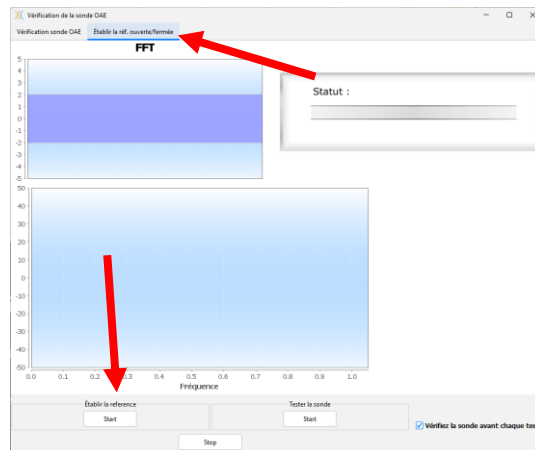 Vérification de la sonde OAE
Vérification sonde OAE Établir la réf. ouverte/fermée
FFT
5
4
3
2
1
0
-1
-2
-3
-4
-5
Statut :
50
40
30
20
10
0
-10
-20
-30
-40
-50
0.0 0.1 0.2 0.3 0.4 0.5 0.6 0.7 0.8 0.9 1.0
Fréquence
Établir la reference Tester la sonde
Start Start
Vérifiez la sonde avant chaque tes
Stop